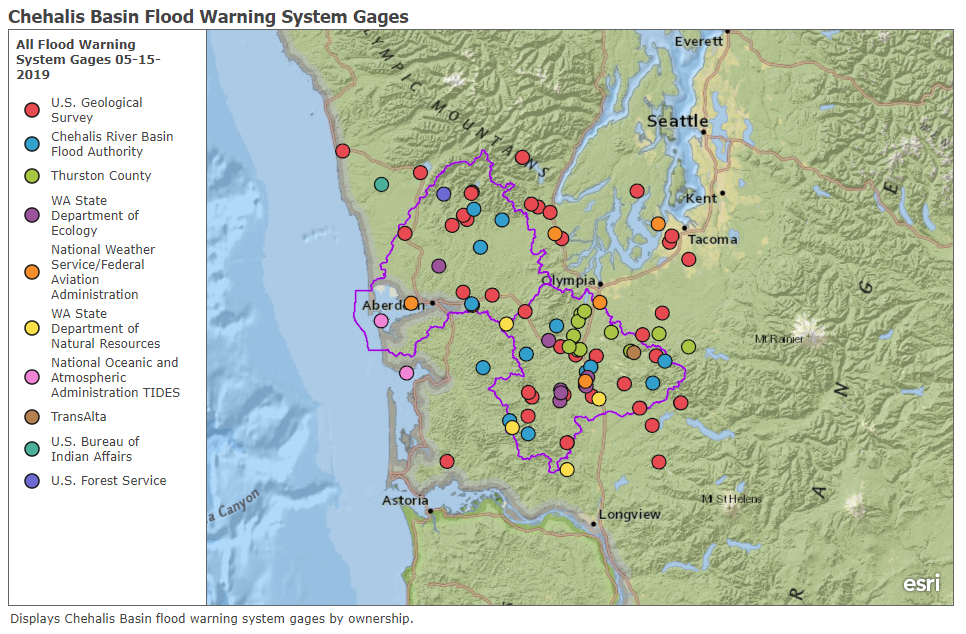 Chehalis Basin Flood Warning System Gages
All Flood Warning
System Gages 05-15-
2019
U.S. Geological
Survey
Chehalis River Basin
Flood Authority
Thurston County
WA State
Department of
Ecology
National Weather
Service/Federal
Aviation
Administration
WA State
Department of
Natural Resources
National Oceanic and
Atmospheric
Administration TIDES
TransAlta
U.S. Bureau of
Indian Affairs
U.S. Forest Service
Everett
OLYMPIC MOUNTAINS
Seattle
Kent
Tacoma
Olympia
Aberdeen
Mt Rainier
Mt St Helens
a Canyon
Astoria
Longview
R A N G E
esri
Displays Chehalis Basin flood warning system gages by ownership.